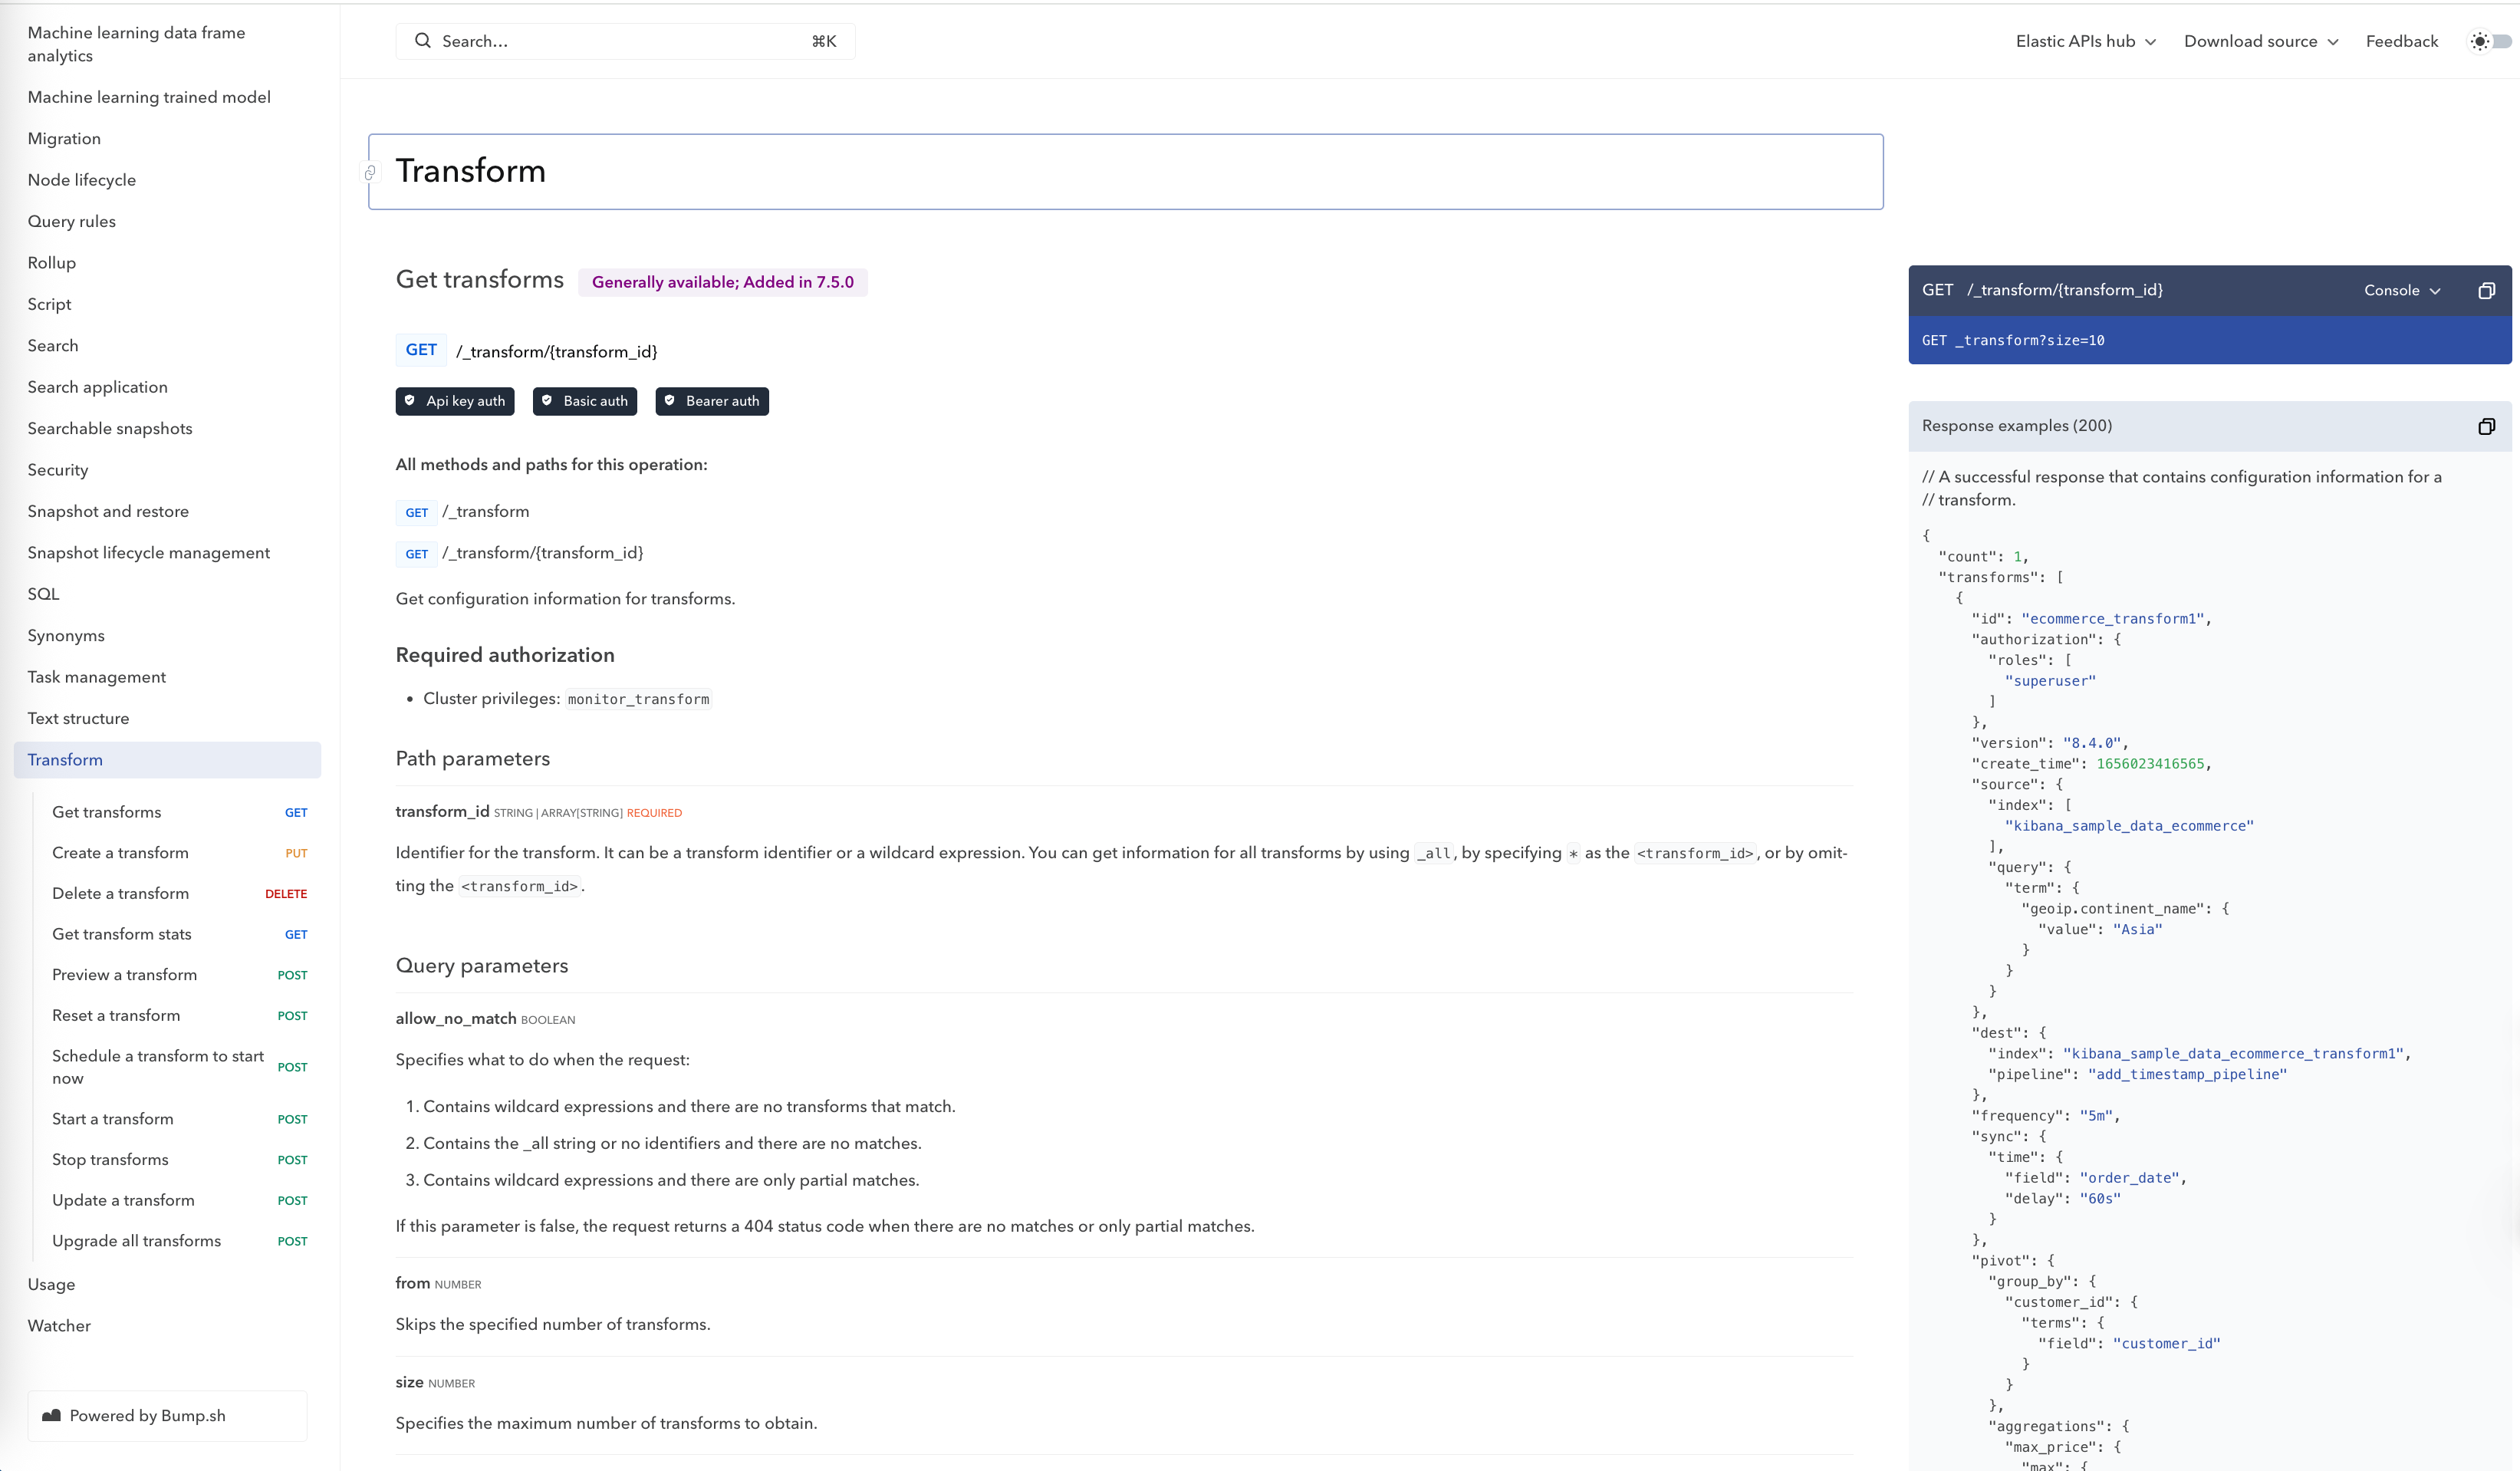 Machine learning data frame
analytics
Machine learning trained model
Migration
Node lifecycle
Query rules
Rollup
Script
Search
Search application
Searchable snapshots
Security
Snapshot and restore
Snapshot lifecycle management
SQL
Synonyms
Task management
Text structure
Transform
Get transforms GET
Create a transform PUT
Delete a transform DELETE
Get transform stats GET
Preview a transform POST
Reset a transform POST
Schedule a transform to start
now POST
Start a transform POST
Stop transforms POST
Update a transform POST
Upgrade all transforms POST
Usage
Watcher
Powered by Bump.sh
Search... ⌘K
Elastic APIs hub Download source Feedback
Transform
Get transforms Generally available; Added in 7.5.0
GET /_transform/{transform_id}
Api key auth Basic auth Bearer auth
All methods and paths for this operation:
GET /_transform
GET /_transform/{transform_id}
Get configuration information for transforms.
Required authorization
• Cluster privileges: monitor_transform
Path parameters
transform_id STRING | ARRAY[STRING] REQUIRED
Identifier for the transform. It can be a transform identifier or a wildcard expression. You can get information for all transforms by using _all, by specifying * as the <transform_id>, or by omit-
ting the <transform_id>.
Query parameters
allow_no_match BOOLEAN
Specifies what to do when the request:
1. Contains wildcard expressions and there are no transforms that match.
2. Contains the _all string or no identifiers and there are no matches.
3. Contains wildcard expressions and there are only partial matches.
If this parameter is false, the request returns a 404 status code when there are no matches or only partial matches.
from NUMBER
Skips the specified number of transforms.
size NUMBER
Specifies the maximum number of transforms to obtain.
GET /_transform/{transform_id} Console
GET _transform?size=10
Response examples (200)
// A successful response that contains configuration information for a
// transform.
{
"count": 1,
"transforms": [
{
"id": "ecommerce_transform1",
"authorization": {
"roles": [
"superuser"
]
},
"version": "8.4.0",
"create_time": 1656023416565,
"source": {
"index": [
"kibana_sample_data_ecommerce"
],
"query": {
"term": {
"geoip.continent_name": {
"value": "Asia"
}
}
}
},
"dest": {
"index": "kibana_sample_data_ecommerce_transform1",
"pipeline": "add_timestamp_pipeline"
},
"frequency": "5m",
"sync": {
"time": {
"field": "order_date",
"delay": "60s"
}
},
"pivot": {
"group_by": {
"customer_id": {
"terms": {
"field": "customer_id"
}
}
},
"aggregations": {
"max_price": {
"max": {